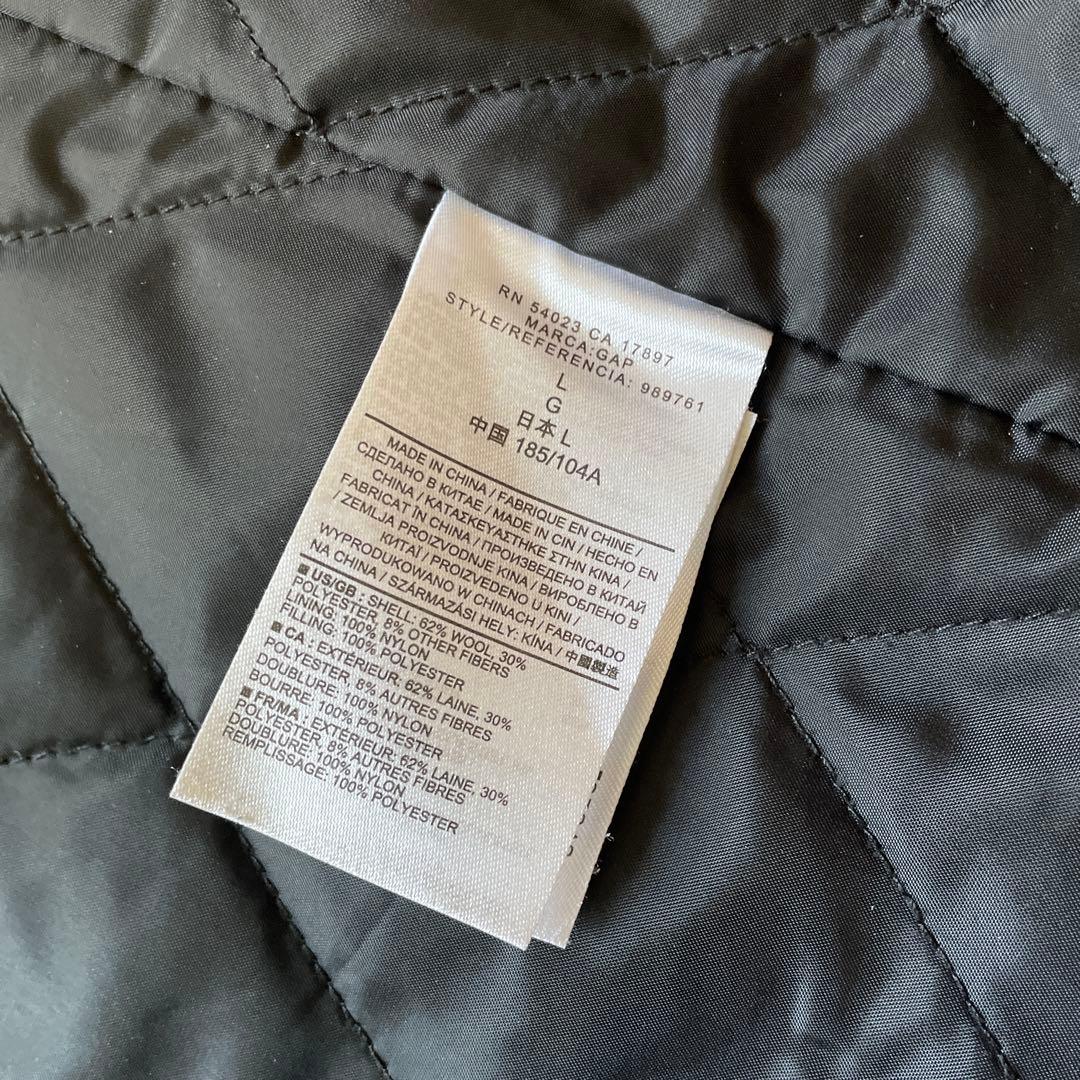 RN 54023 CA 17897
MARCA:GAP
STYLE/REFERENCIA: 989761
L
G
日本 L
中国 185/104A
MADE IN CHINA / FABRIQUE EN CHINE /
СДЕЛАНО В КИТАЕ / MADE IN CIN / HECHO EN
CHINA / ΚΑΤΑΣΚΕΥΑΣΤΗΚΕ ΣΤΗΝ ΚΙΝΑ /
FABRICAT ÎN CHINA / ПРОИЗВЕДЕНО В КИТАЙ
/ ZEMLJA PROIZVODNJE KINA / ВИРОБЛЕНО В
КИТАЇ / PROIZVEDENO U KINI /
WYPRODUKOWANO W CHINACH / FABRICADO
NA CHINA / SZÁRMAZÁSI HELY: KÍNA / 中國製造
■ US/GB : SHELL: 62% WOOL, 30%
POLYESTER, 8% OTHER FIBERS
LINING: 100% NYLON
FILLING: 100% POLYESTER
■ CA : EXTÉRIEUR: 62% LAINE, 30%
POLYESTER, 8% AUTRES FIBRES
DOUBLURE: 100% NYLON
BOURRE: 100% POLYESTER
■ FR/MA : EXTÉRIEUR: 62% LAINE, 30%
POLYESTER, 8% AUTRES FIBRES
DOUBLURE: 100% NYLON
REMPLISSAGE: 100% POLYESTER